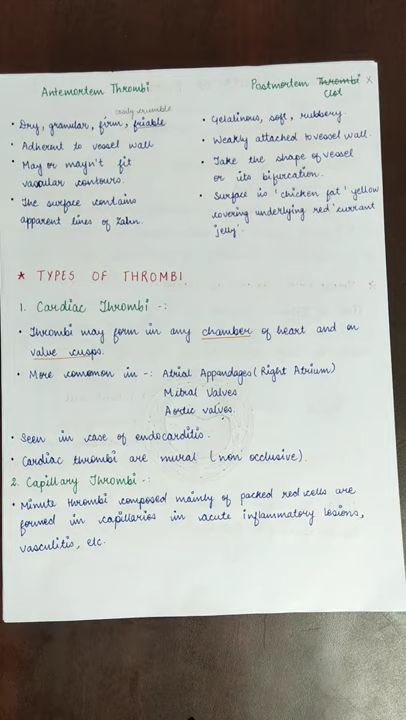 Antemortem Thrombi
easily crumble
• Dry, granular, firm, friable
• Adherent to vessel wall
• May or mayn't fit
vascular contours.
• The surface contains
apparent lines of Zahn.
Postmortem Thrombi x
Clot
• Gelatinous, soft, rubbery.
• Weakly attached to vessel wall.
• Take the shape of vessel
or its bifurcation.
• Surface is 'chicken fat' yellow
covering underlying red 'currant
jelly'.
* TYPES OF THROMBI
1. Cardiac Thrombi -:
• Thrombi may form in any chamber of heart and on
value cusps.
• More common in -: Atrial Appandages (Right Atrium)
Mitral Valves
Aortic valves.
• Seen in case of endocarditis.
• Cardiac thrombi are mural (non occlusive).
2. Capillary Thrombi -:
• Minute thrombi composed mainly of packed red cells are
formed in capillaries in acute inflammatory lesions,
vasculitis, etc.